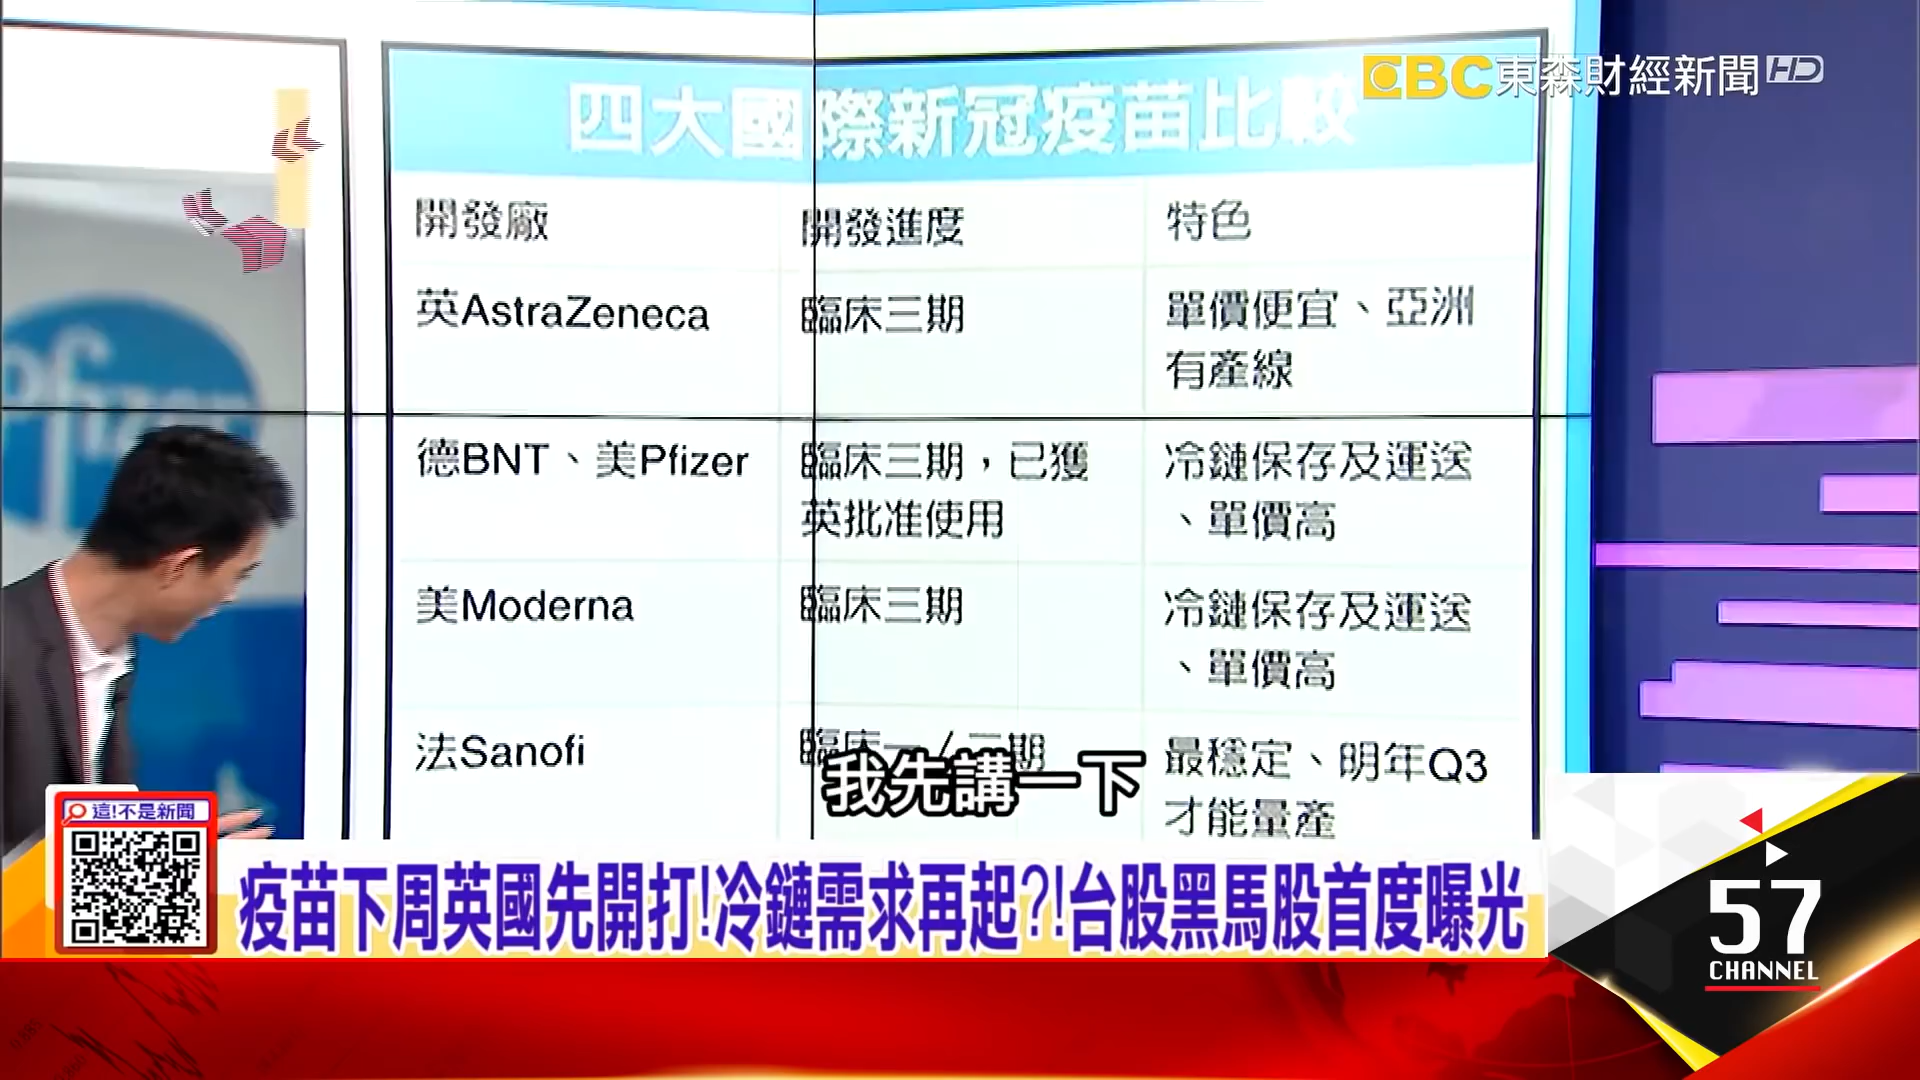 EBC東森財經新聞HD
四大國際新冠疫苗比較
開發廠 開發進度 特色
英AstraZeneca 臨床三期 單價便宜、亞洲
有產線
德BNT、美Pfizer 臨床三期，已獲 冷鏈保存及運送
英批准使用 、單價高
美Moderna 臨床三期 冷鏈保存及運送
、單價高
法Sanofi 臨床一/二期 最穩定、明年Q3
才能量產
pfizer
我先講一下
這!不是新聞
疫苗下周英國先開打!冷鏈需求再起?!台股黑馬股首度曝光
57
CHANNEL